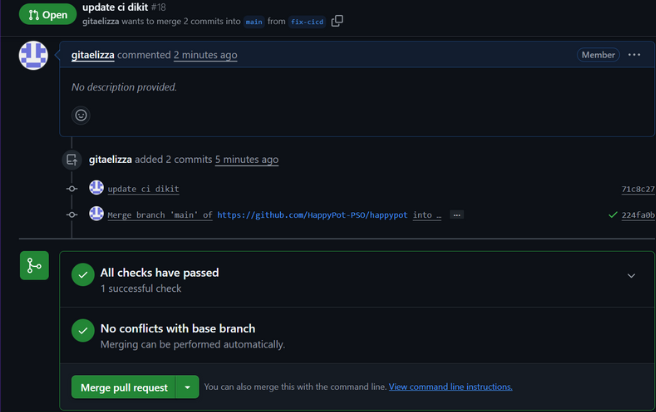 Open
update ci dikit #18
gitaelizza wants to merge 2 commits into main from fix-cicd
gitaelizza commented 2 minutes ago
Member
No description provided.
gitaelizza added 2 commits 5 minutes ago
update ci dikit
71c8c27
Merge branch 'main' of https://github.com/HappyPot-PSO/happypot into …
224fa0b
All checks have passed
1 successful check
No conflicts with base branch
Merging can be performed automatically.
Merge pull request
You can also merge this with the command line. View command line instructions.